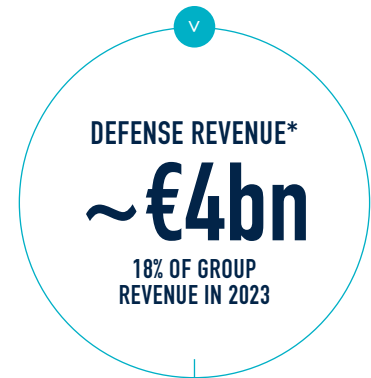 V
DEFENSE REVENUE*
~€4bn
18% OF GROUP
REVENUE IN 2023